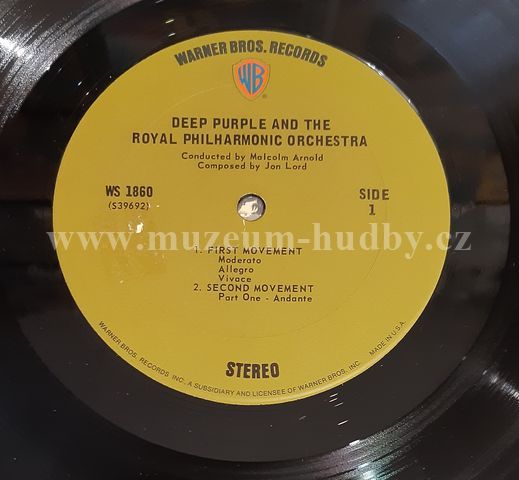 WARNER BROS. RECORDS
WB
DEEP PURPLE AND THE
ROYAL PHILHARMONIC ORCHESTRA
Conducted by Malcolm Arnold
Composed by Jon Lord
WS 1860
(S39692)
SIDE
1
www.muzeum-hudby.cz
1. FIRST MOVEMENT
Moderato
Allegro
Vivace
2. SECOND MOVEMENT
Part One - Andante
STEREO
WARNER BROS. RECORDS, INC. A SUBSIDIARY AND LICENSEE OF WARNER BROS. INC. MADE IN U.S.A.